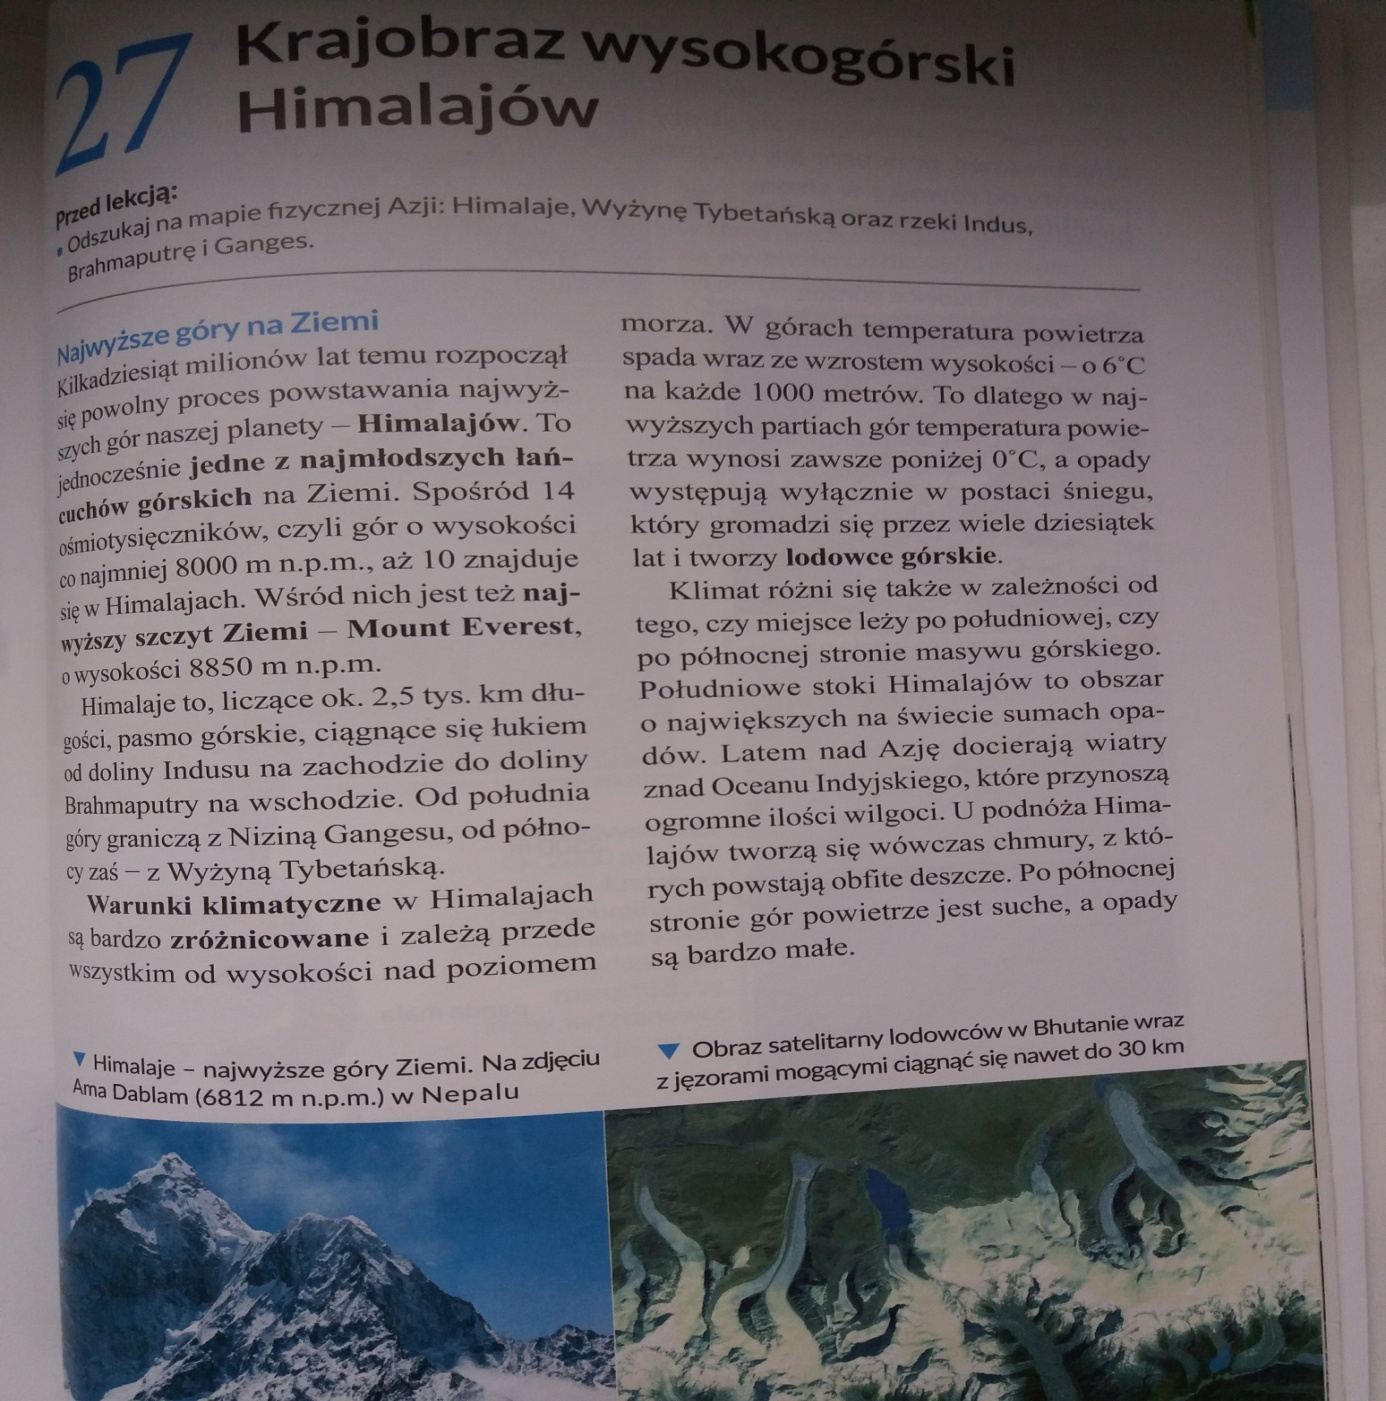 27
Krajobraz wysokogórski
Himalajów
Przed lekcją:
• Odszukaj na mapie fizycznej Azji: Himalaje, Wyżynę Tybetańską oraz rzeki Indus,
Brahmaputrę i Ganges.
Najwyższe góry na Ziemi
Kilkadziesiąt milionów lat temu rozpoczął
się powolny proces powstawania najwyż-
szych gór naszej planety – Himalajów. To
jednocześnie jedne z najmłodszych łań-
cuchów górskich na Ziemi. Spośród 14
ośmiotysięczników, czyli gór o wysokości
co najmniej 8000 m n.p.m., aż 10 znajduje
się w Himalajach. Wśród nich jest też naj-
wyższy szczyt Ziemi – Mount Everest,
o wysokości 8850 m n.p.m.
Himalaje to, liczące ok. 2,5 tys. km dłu-
gości, pasmo górskie, ciągnące się łukiem
od doliny Indusu na zachodzie do doliny
Brahmaputry na wschodzie. Od południa
góry graniczą z Niziną Gangesu, od półno-
cy zaś – z Wyżyną Tybetańską.
Warunki klimatyczne w Himalajach
są bardzo zróżnicowane i zależą przede
wszystkim od wysokości nad poziomem
morza. W górach temperatura powietrza
spada wraz ze wzrostem wysokości – o 6°C
na każde 1000 metrów. To dlatego w naj-
wyższych partiach gór temperatura powie-
trza wynosi zawsze poniżej 0°C, a opady
występują wyłącznie w postaci śniegu,
który gromadzi się przez wiele dziesiątek
lat i tworzy lodowce górskie.
Klimat różni się także w zależności od
tego, czy miejsce leży po południowej, czy
po północnej stronie masywu górskiego.
Południowe stoki Himalajów to obszar
o największych na świecie sumach opa-
dów. Latem nad Azję docierają wiatry
znad Oceanu Indyjskiego, które przynoszą
ogromne ilości wilgoci. U podnóża Hima-
lajów tworzą się wówczas chmury, z któ-
rych powstają obfite deszcze. Po północnej
stronie gór powietrze jest suche, a opady
są bardzo małe.
▼ Himalaje – najwyższe góry Ziemi. Na zdjęciu
Ama Dablam (6812 m n.p.m.) w Nepalu
▼ Obraz satelitarny lodowców w Bhutanie wraz
z jęzorami mogącymi ciągnąć się nawet do 30 km